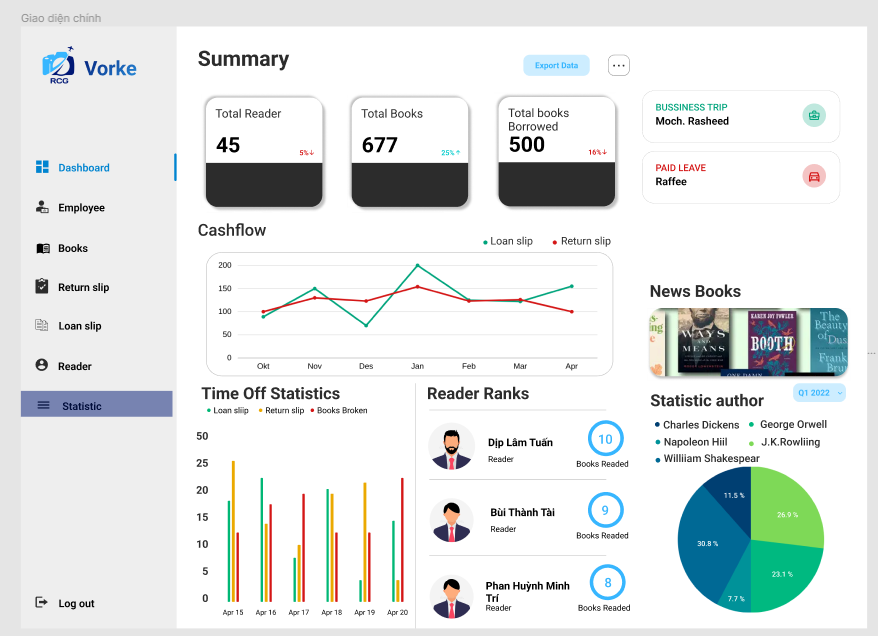 Giao diện chính
RCG
Vorke
Dashboard
Employee
Books
Return slip
Loan slip
Reader
Statistic
Log out
Summary
Export Data
Total Reader
45
5%↓
Total Books
677
25%↑
Total books
Borrowed
500
16%↓
BUSSINESS TRIP
Moch. Rasheed
PAID LEAVE
Raffee
Cashflow
Loan slip
Return slip
200
150
100
50
0
Okt Nov Des Jan Feb Mar Apr
News Books
WAYS
AND
MEANS
KAREN JOY FOWLER
BOOTH
The
Beauty
of Dus
Frank
Brun
Time Off Statistics
Loan sliip Return slip Books Broken
50
25
20
15
10
5
0
Apr 15 Apr 16 Apr 17 Apr 18 Apr 19 Apr 20
Reader Ranks
Dịp Lâm Tuấn
Reader
10
Books Readed
Bùi Thành Tài
Reader
9
Books Readed
Phan Huỳnh Minh
Trí
Reader
8
Books Readed
Q1 2022
Statistic author
Charles Dickens George Orwell
Napoleon Hiil J.K.Rowliing
Williiam Shakespear
11.5 %
26.9 %
30.8 %
23.1 %
7.7 %